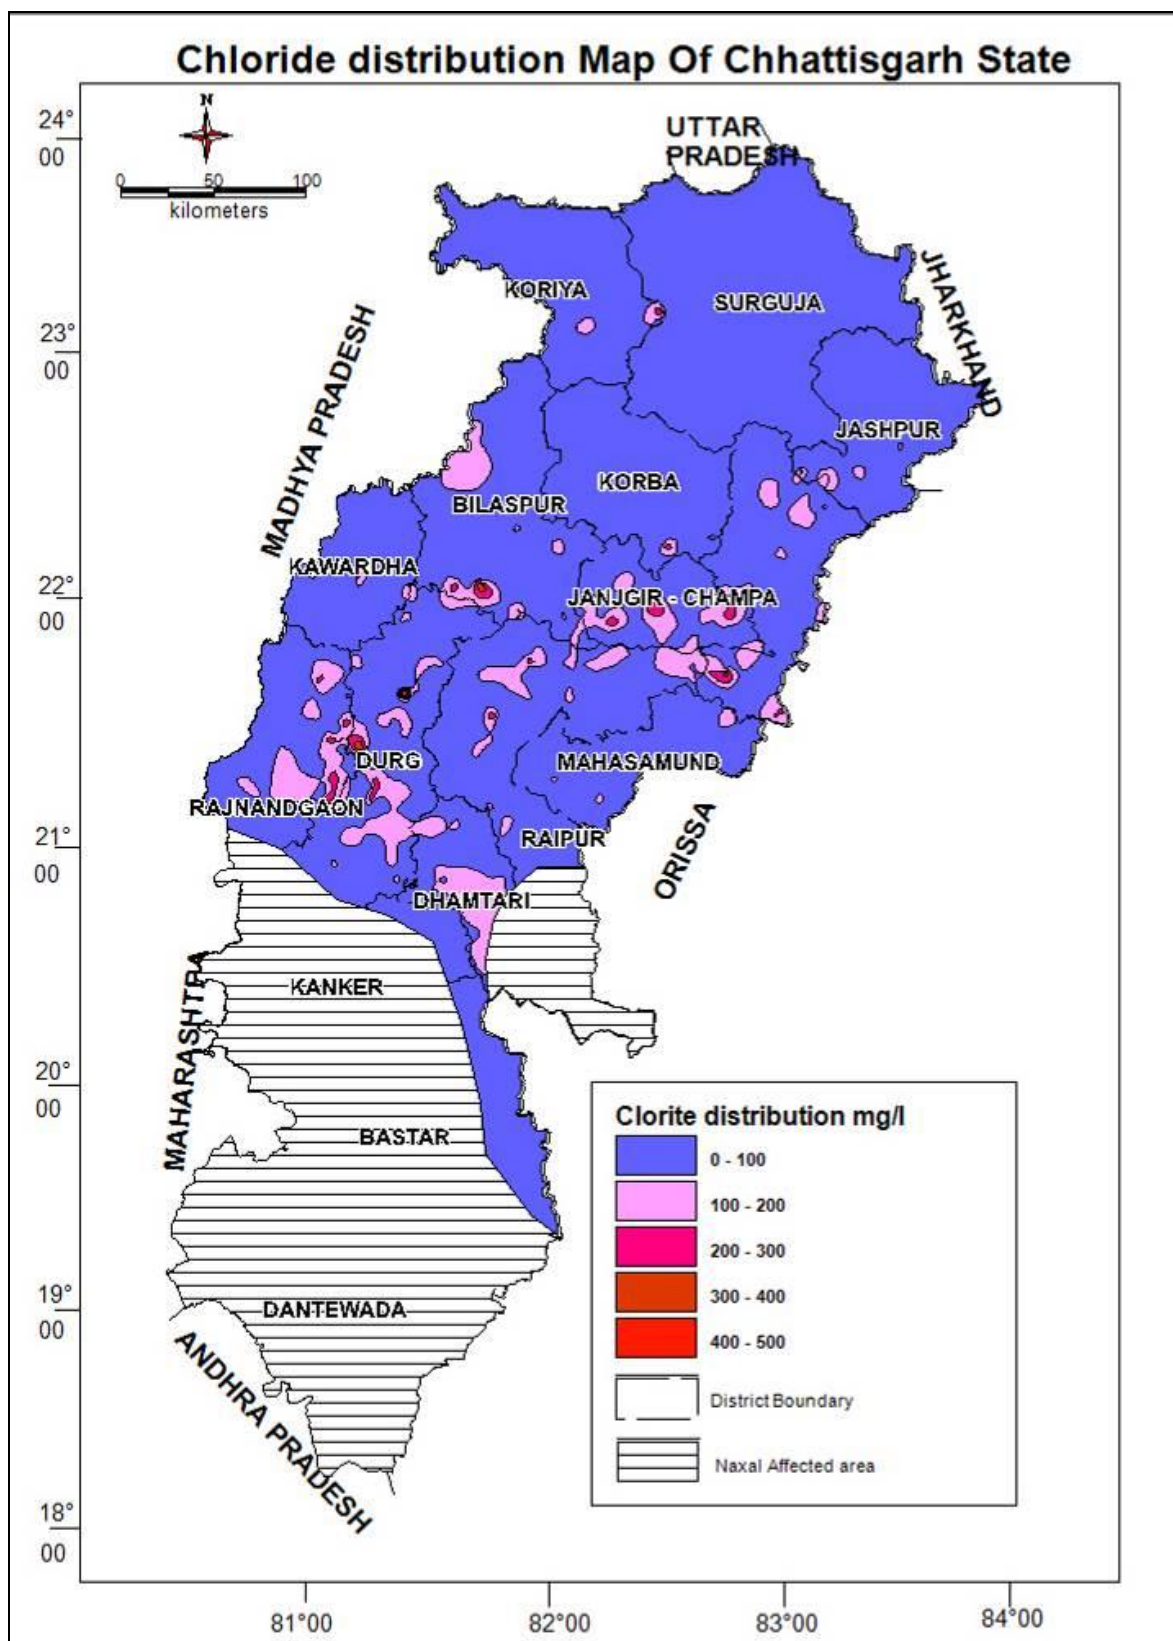 Chloride distribution Map Of Chhattisgarh State
N
0 50 100
kilometers
24°
00
23°
00
22°
00
21°
00
20°
00
19°
00
18°
00
UTTAR
PRADESH
JHARKHAND
MADHYA PRADESH
KORIYA
SURGUJA
JASHPUR
KORBA
BILASPUR
KAWARDHA
JANJGIR - CHAMPA
DURG
MAHASAMUND
RAJNANDGAON
RAIPUR
ORISSA
DHAMTARI
KANKER
MAHARASHTRA
BASTAR
DANTEWADA
ANDHRA PRADESH
Clorite distribution mg/l
0 - 100
100 - 200
200 - 300
300 - 400
400 - 500
District Boundary
Naxal Affected area
81°00 82°00 83°00 84°00